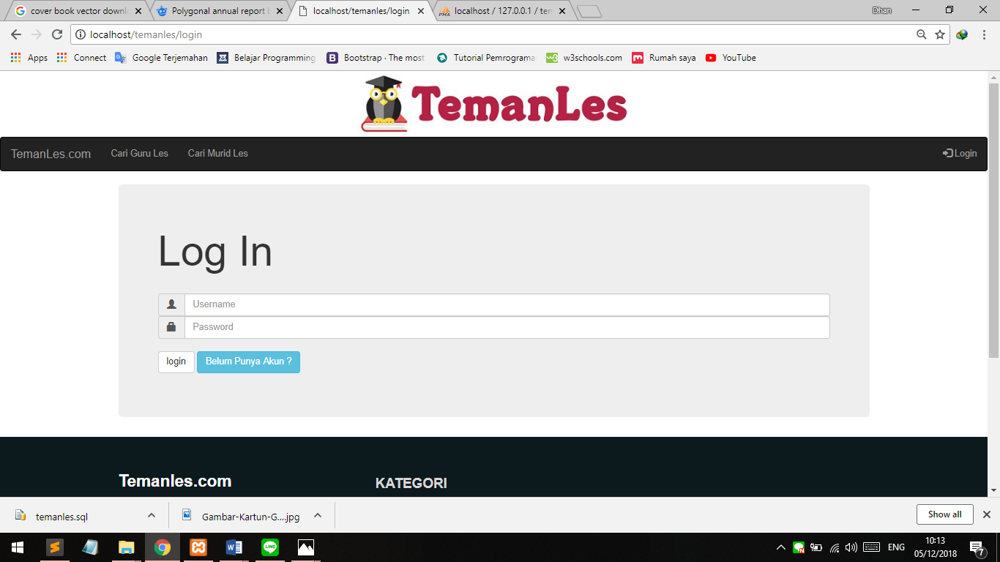 cover book vector downl
Polygonal annual report b
localhost/temanles/login
localhost / 127.0.0.1 / tem
Dhan
localhost/temanles/login
Apps
Connect
Google Terjemahan
Belajar Programming
Bootstrap · The most
Tutorial Pemrograma
w3schools.com
Rumah saya
YouTube
TemanLes
TemanLes.com
Cari Guru Les
Cari Murid Les
Login
Log In
Username
Password
login
Belum Punya Akun ?
Temanles.com
KATEGORI
temanles.sql
Gambar-Kartun-G....jpg
Show all
ENG
10:13
05/12/2018
7